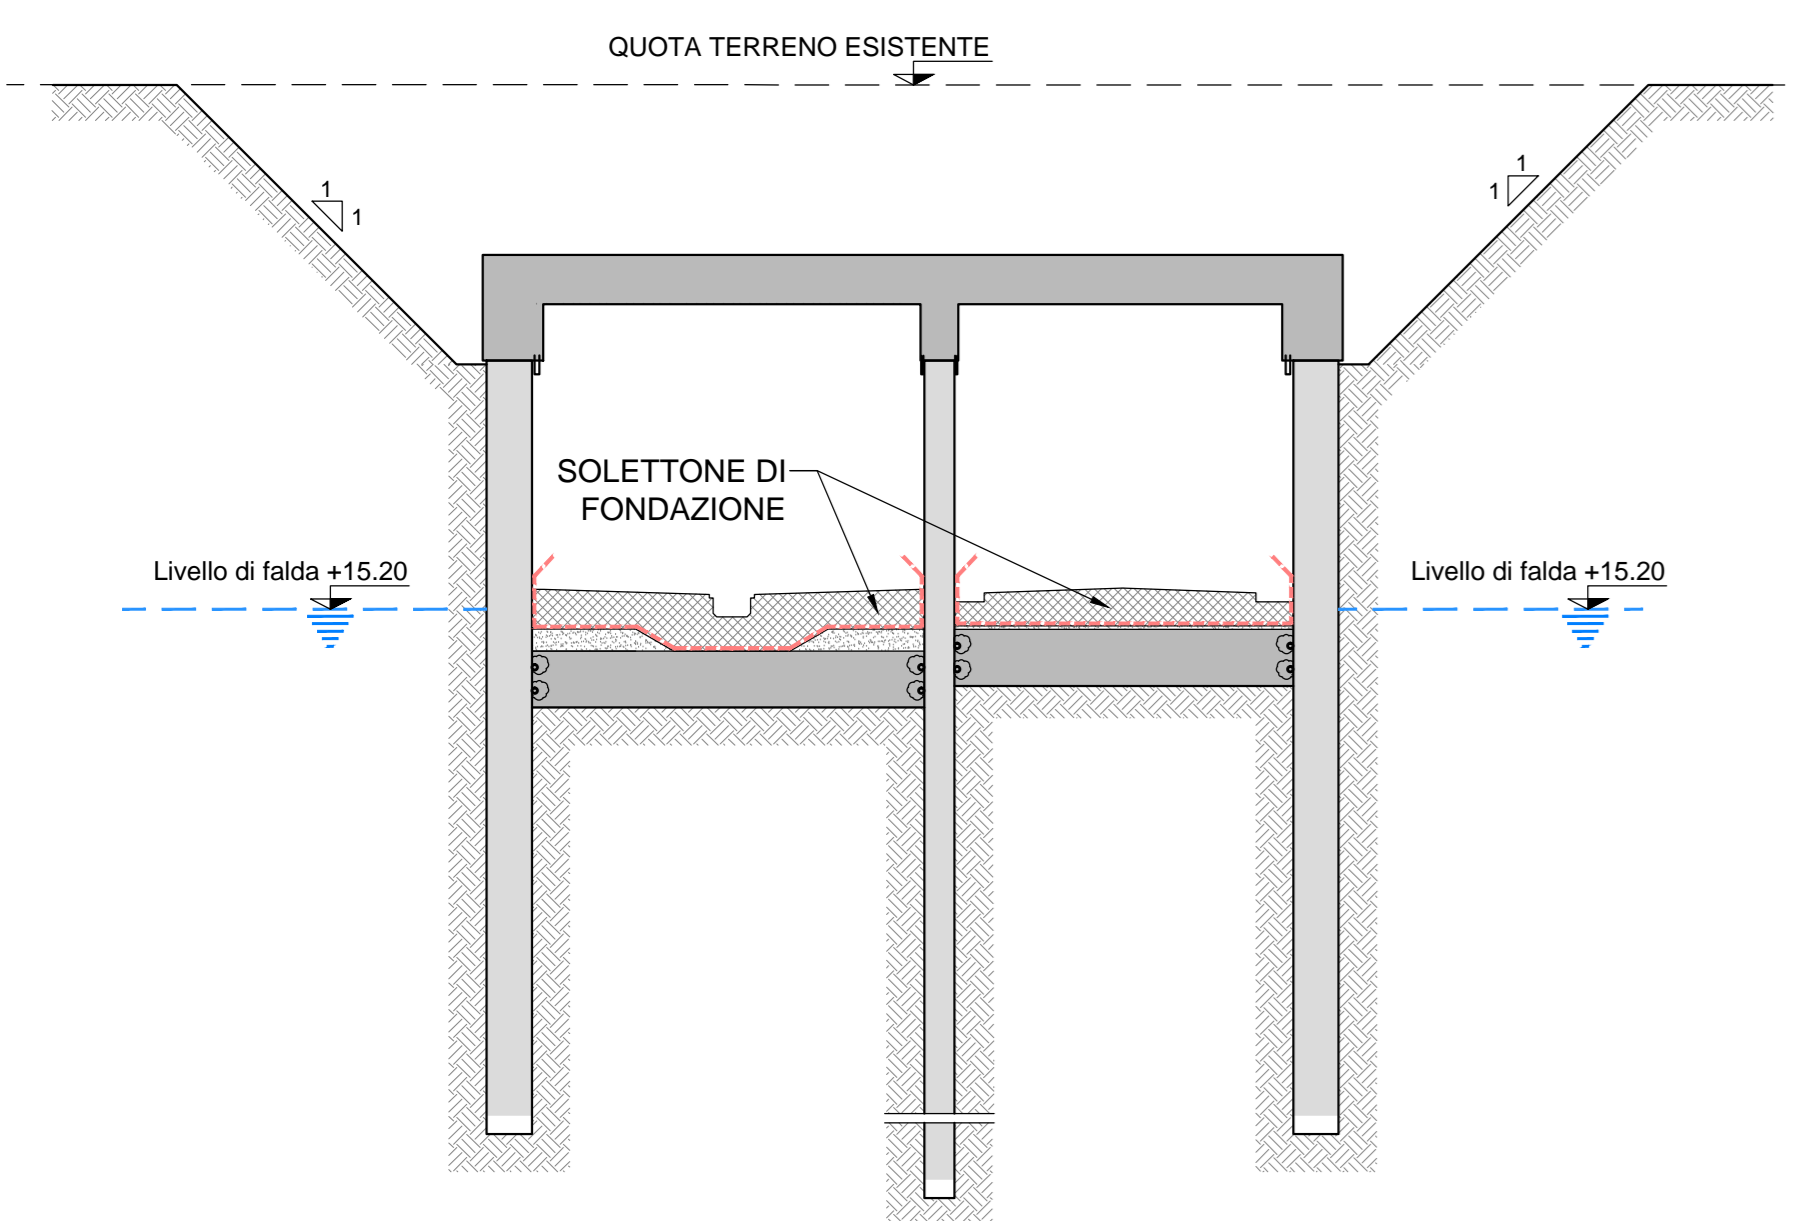 QUOTA TERRENO ESISTENTE
1
1
1
1
SOLETTONE DI
FONDAZIONE
Livello di falda +15.20
Livello di falda +15.20